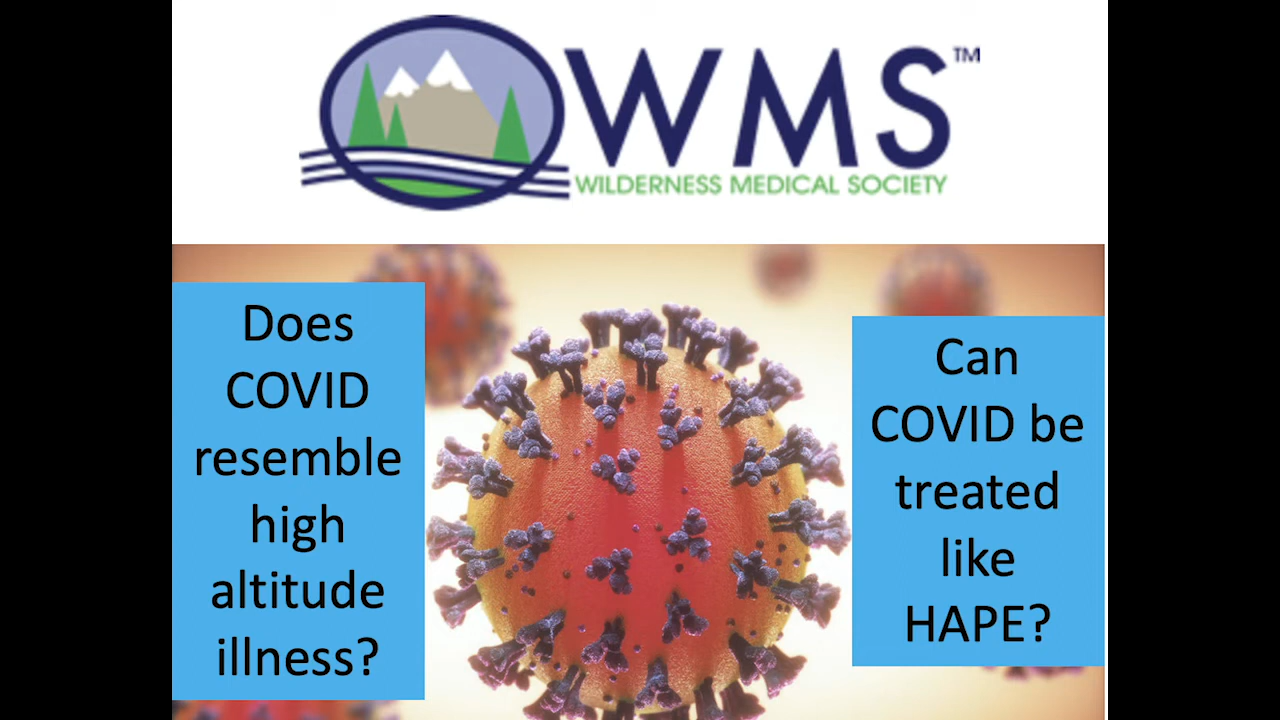 WMS™
WILDERNESS MEDICAL SOCIETY
Does
COVID
resemble
high
altitude
illness?
Can
COVID be
treated
like
HAPE?